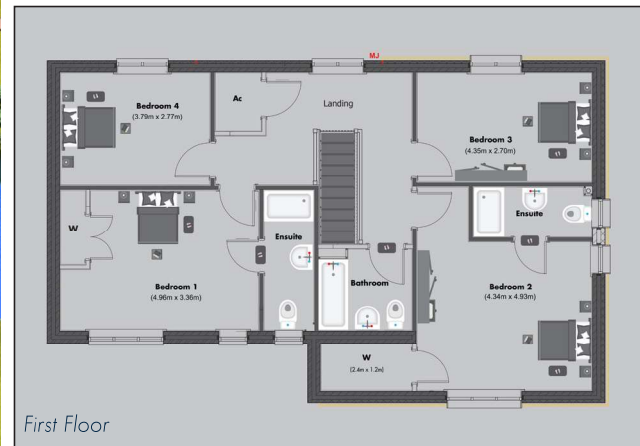 MJ
Bedroom 4
(3.79m x 2.77m)
Ac
Landing
Bedroom 3
(4.35m x 2.70m)
W
Ensuite
Ensuite
Bedroom 1
(4.96m x 3.36m)
Bathroom
Bedroom 2
(4.34m x 4.93m)
W
[2.4m x 1.2m]
First Floor